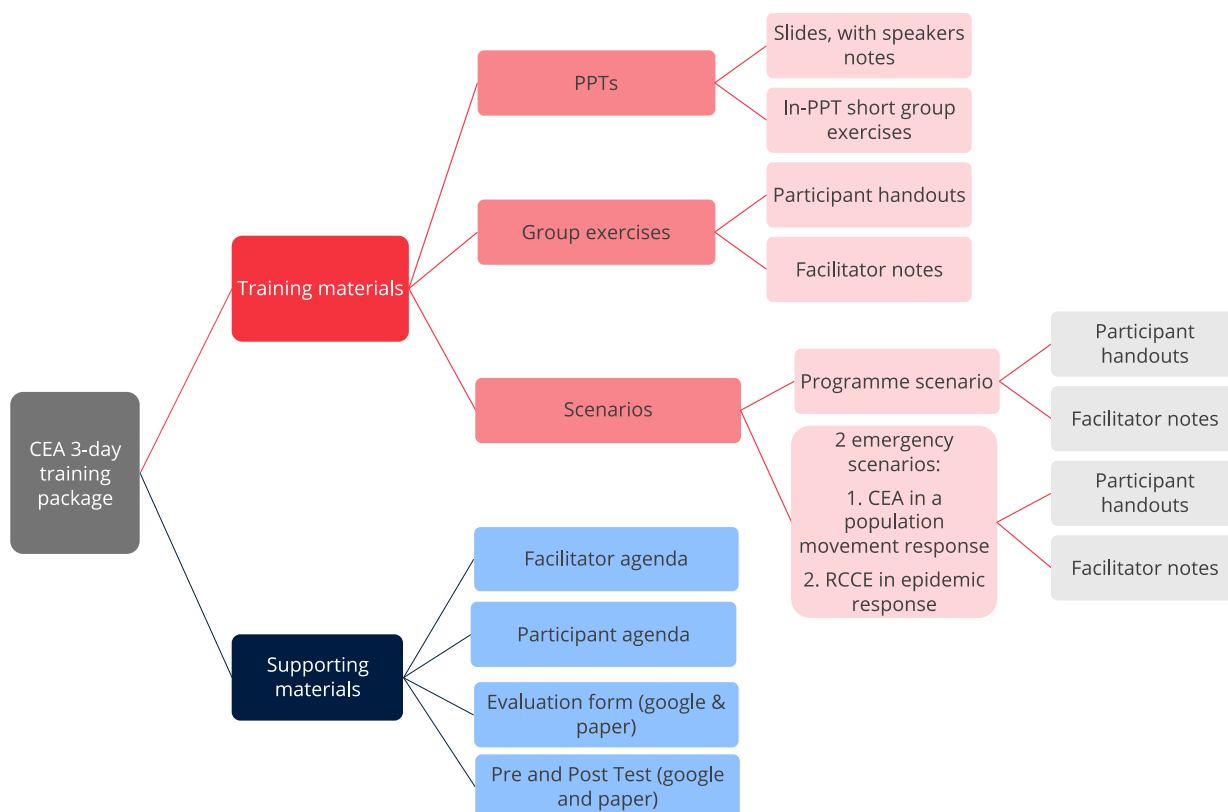 CEA 3-day
training
package
Training materials
PPTs
Slides, with speakers
notes
In-PPT short group
exercises
Group exercises
Participant handouts
Facilitator notes
Scenarios
Programme scenario
Participant
handouts
Facilitator notes
2 emergency
scenarios:
1. CEA in a
population
movement response
2. RCCE in epidemic
response
Participant
handouts
Facilitator notes
Supporting
materials
Facilitator agenda
Participant agenda
Evaluation form (google &
paper)
Pre and Post Test (google
and paper)